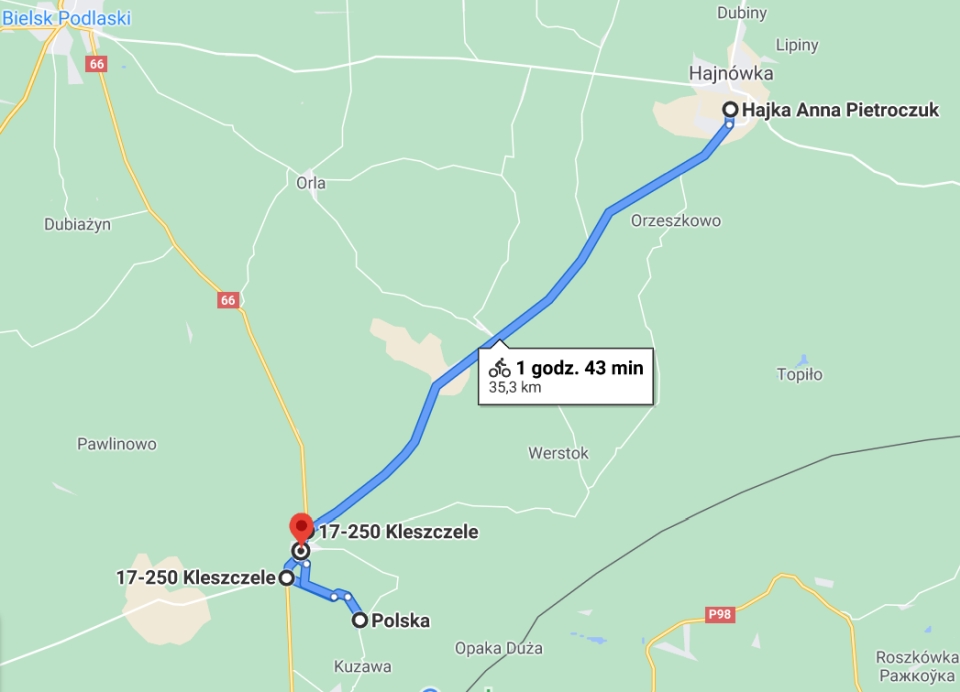 Dubiny
Bielsk Podlaski
Lipiny
66
Hajnówka
Hajka Anna Pietroczuk
Orla
Dubiażyn
Orzeszkowo
66
1 godz. 43 min
35,3 km
Topiło
Pawlinowo
Werstok
17-250 Kleszczele
17-250 Kleszczele
P98
Polska
Opaka Duża
Kuzawa
Roszkówka
Ражкоўка